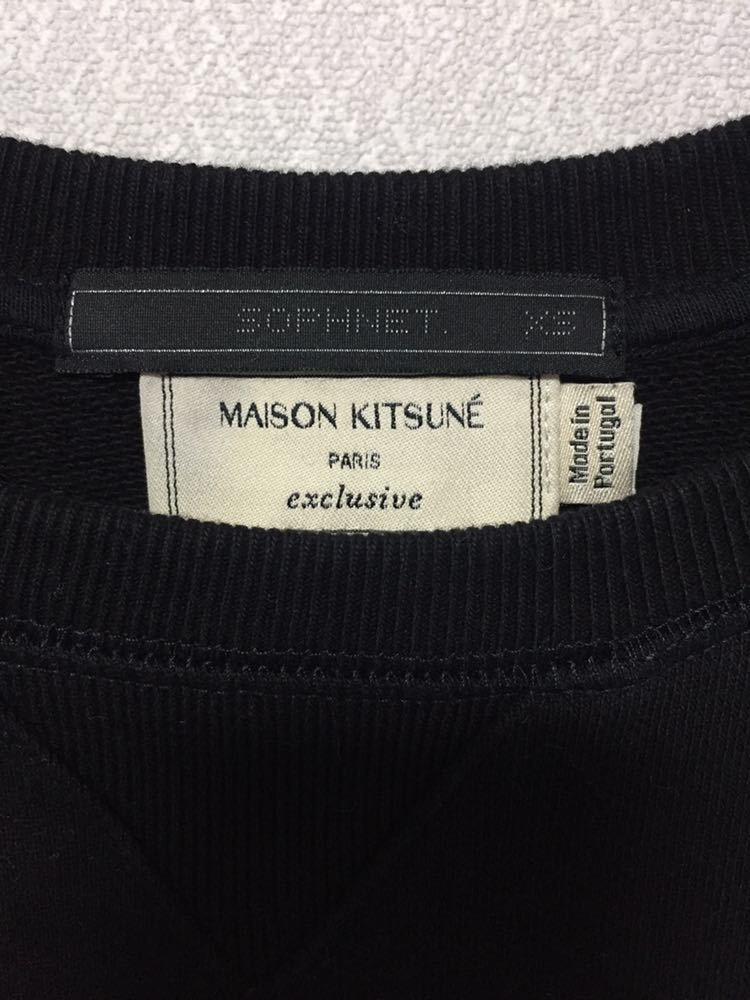 SOPHNET. XS
MAISON KITSUNÉ
PARIS
exclusive
Made in
Portugal